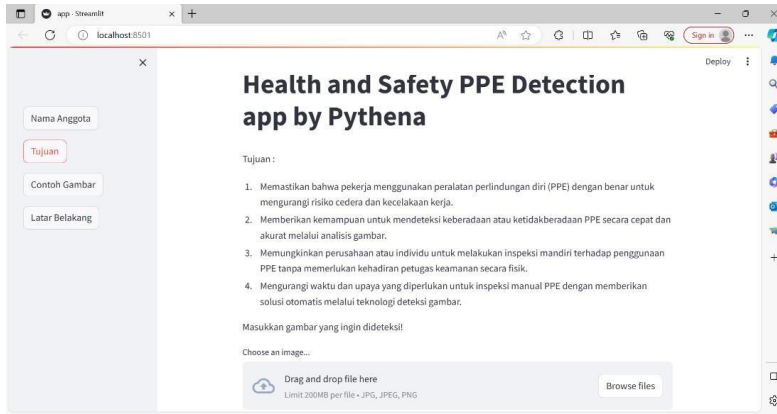 app · Streamlit
localhost:8501
Sign in
Deploy
Nama Anggota
Tujuan
Contoh Gambar
Latar Belakang
Health and Safety PPE Detection
app by Pythena
Tujuan :
1. Memastikan bahwa pekerja menggunakan peralatan perlindungan diri (PPE) dengan benar untuk
mengurangi risiko cedera dan kecelakaan kerja.
2. Memberikan kemampuan untuk mendeteksi keberadaan atau ketidakberadaan PPE secara cepat dan
akurat melalui analisis gambar.
3. Memungkinkan perusahaan atau individu untuk melakukan inspeksi mandiri terhadap penggunaan
PPE tanpa memerlukan kehadiran petugas keamanan secara fisik.
4. Mengurangi waktu dan upaya yang diperlukan untuk inspeksi manual PPE dengan memberikan
solusi otomatis melalui teknologi deteksi gambar.
Masukkan gambar yang ingin dideteksi!
Choose an image...
Drag and drop file here
Limit 200MB per file • JPG, JPEG, PNG
Browse files